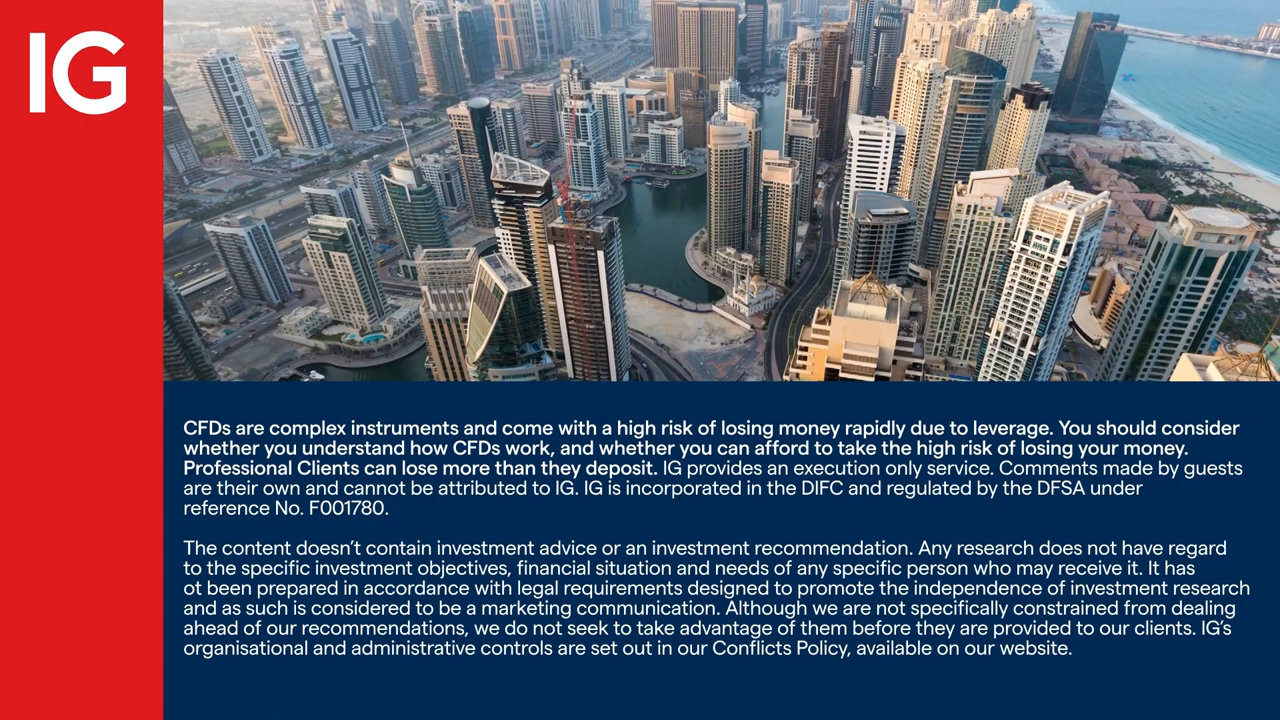 IG
CFDs are complex instruments and come with a high risk of losing money rapidly due to leverage. You should consider
whether you understand how CFDs work, and whether you can afford to take the high risk of losing your money.
Professional Clients can lose more than they deposit. IG provides an execution only service. Comments made by guests
are their own and cannot be attributed to IG. IG is incorporated in the DIFC and regulated by the DFSA under
reference No. F001780.
The content doesn’t contain investment advice or an investment recommendation. Any research does not have regard
to the specific investment objectives, financial situation and needs of any specific person who may receive it. It has
ot been prepared in accordance with legal requirements designed to promote the independence of investment research
and as such is considered to be a marketing communication. Although we are not specifically constrained from dealing
ahead of our recommendations, we do not seek to take advantage of them before they are provided to our clients. IG’s
organisational and administrative controls are set out in our Conflicts Policy, available on our website.